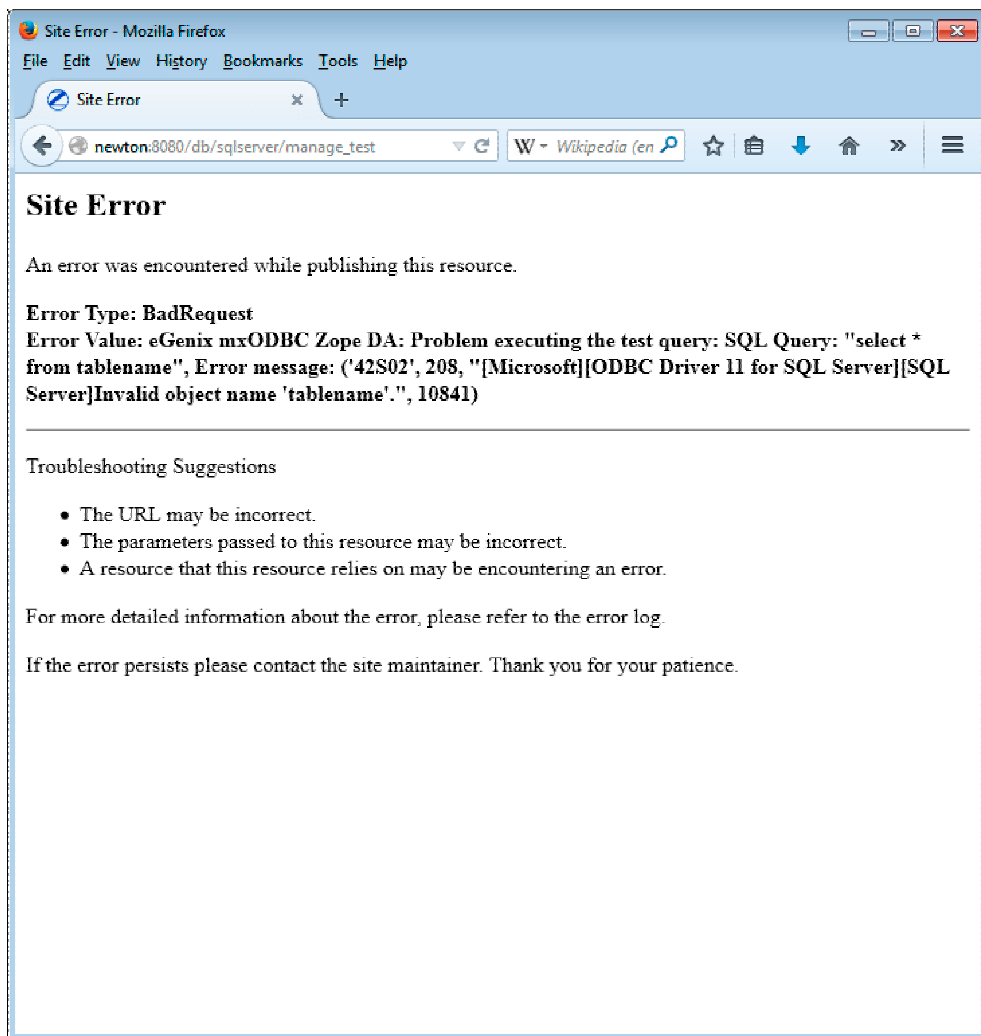 Site Error - Mozilla Firefox
File Edit View History Bookmarks Tools Help
Site Error
newton:8080/db/sqlserver/manage_test
W Wikipedia (en
Site Error
An error was encountered while publishing this resource.
Error Type: BadRequest
Error Value: eGenix mxODBC Zope DA: Problem executing the test query: SQL Query: "select *
from tablename", Error message: ('42S02', 208, "[Microsoft][ODBC Driver 11 for SQL Server][SQL
Server]Invalid object name 'tablename'.", 10841)
Troubleshooting Suggestions
• The URL may be incorrect.
• The parameters passed to this resource may be incorrect.
• A resource that this resource relies on may be encountering an error.
For more detailed information about the error, please refer to the error log.
If the error persists please contact the site maintainer. Thank you for your patience.